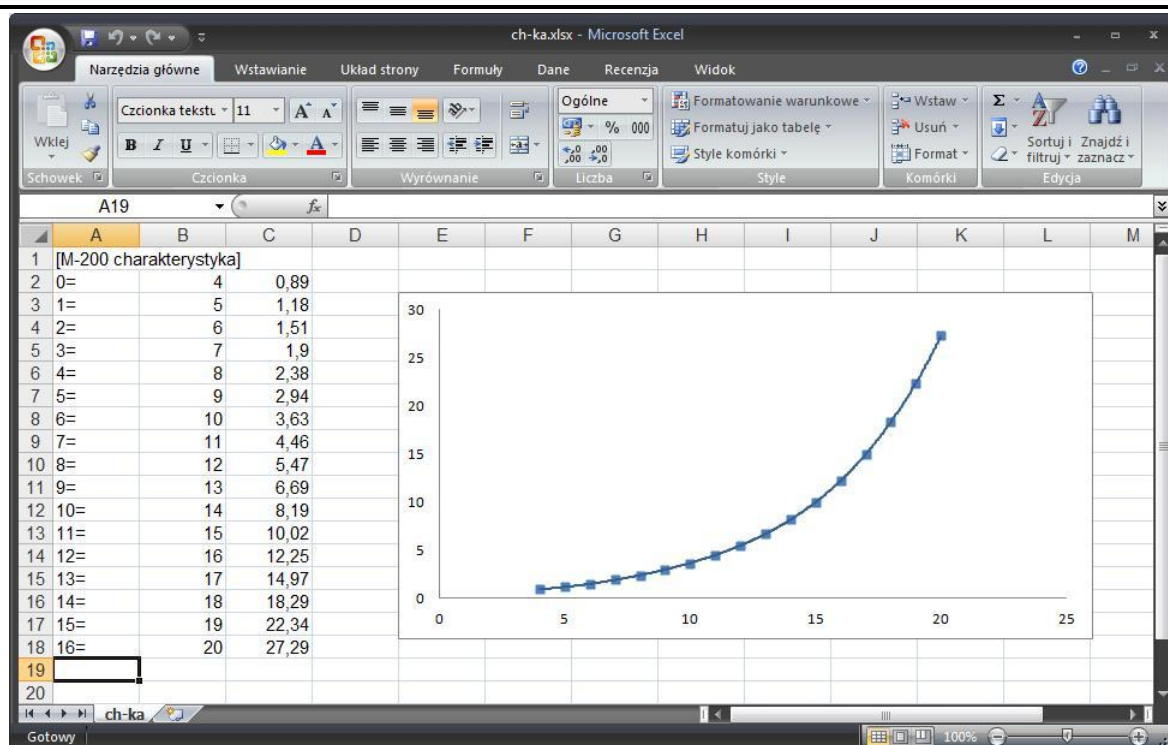 ch-ka.xlsx - Microsoft Excel
Narzędzia główne Wstawianie Układ strony Formuły Dane Recenzja Widok
Wklej
Czcionka tekstu 11
B I U
Ogólne
% 000
Formatowanie warunkowe
Formatuj jako tabelę
Style komórki
Wstaw
Usuń
Format
Sortuj i filtruj
Znajdź i zaznacz
Schowek Czcionka Wyrównanie Liczba Style Komórki Edycja
A19 fx
A B C D E F G H I J K L M
1 [M-200 charakterystyka]
2 0= 4 0,89
3 1= 5 1,18
4 2= 6 1,51
5 3= 7 1,9
6 4= 8 2,38
7 5= 9 2,94
8 6= 10 3,63
9 7= 11 4,46
10 8= 12 5,47
11 9= 13 6,69
12 10= 14 8,19
13 11= 15 10,02
14 12= 16 12,25
15 13= 17 14,97
16 14= 18 18,29
17 15= 19 22,34
18 16= 20 27,29
19
20
30
25
20
15
10
5
0
0 5 10 15 20 25
ch-ka
Gotowy 100%